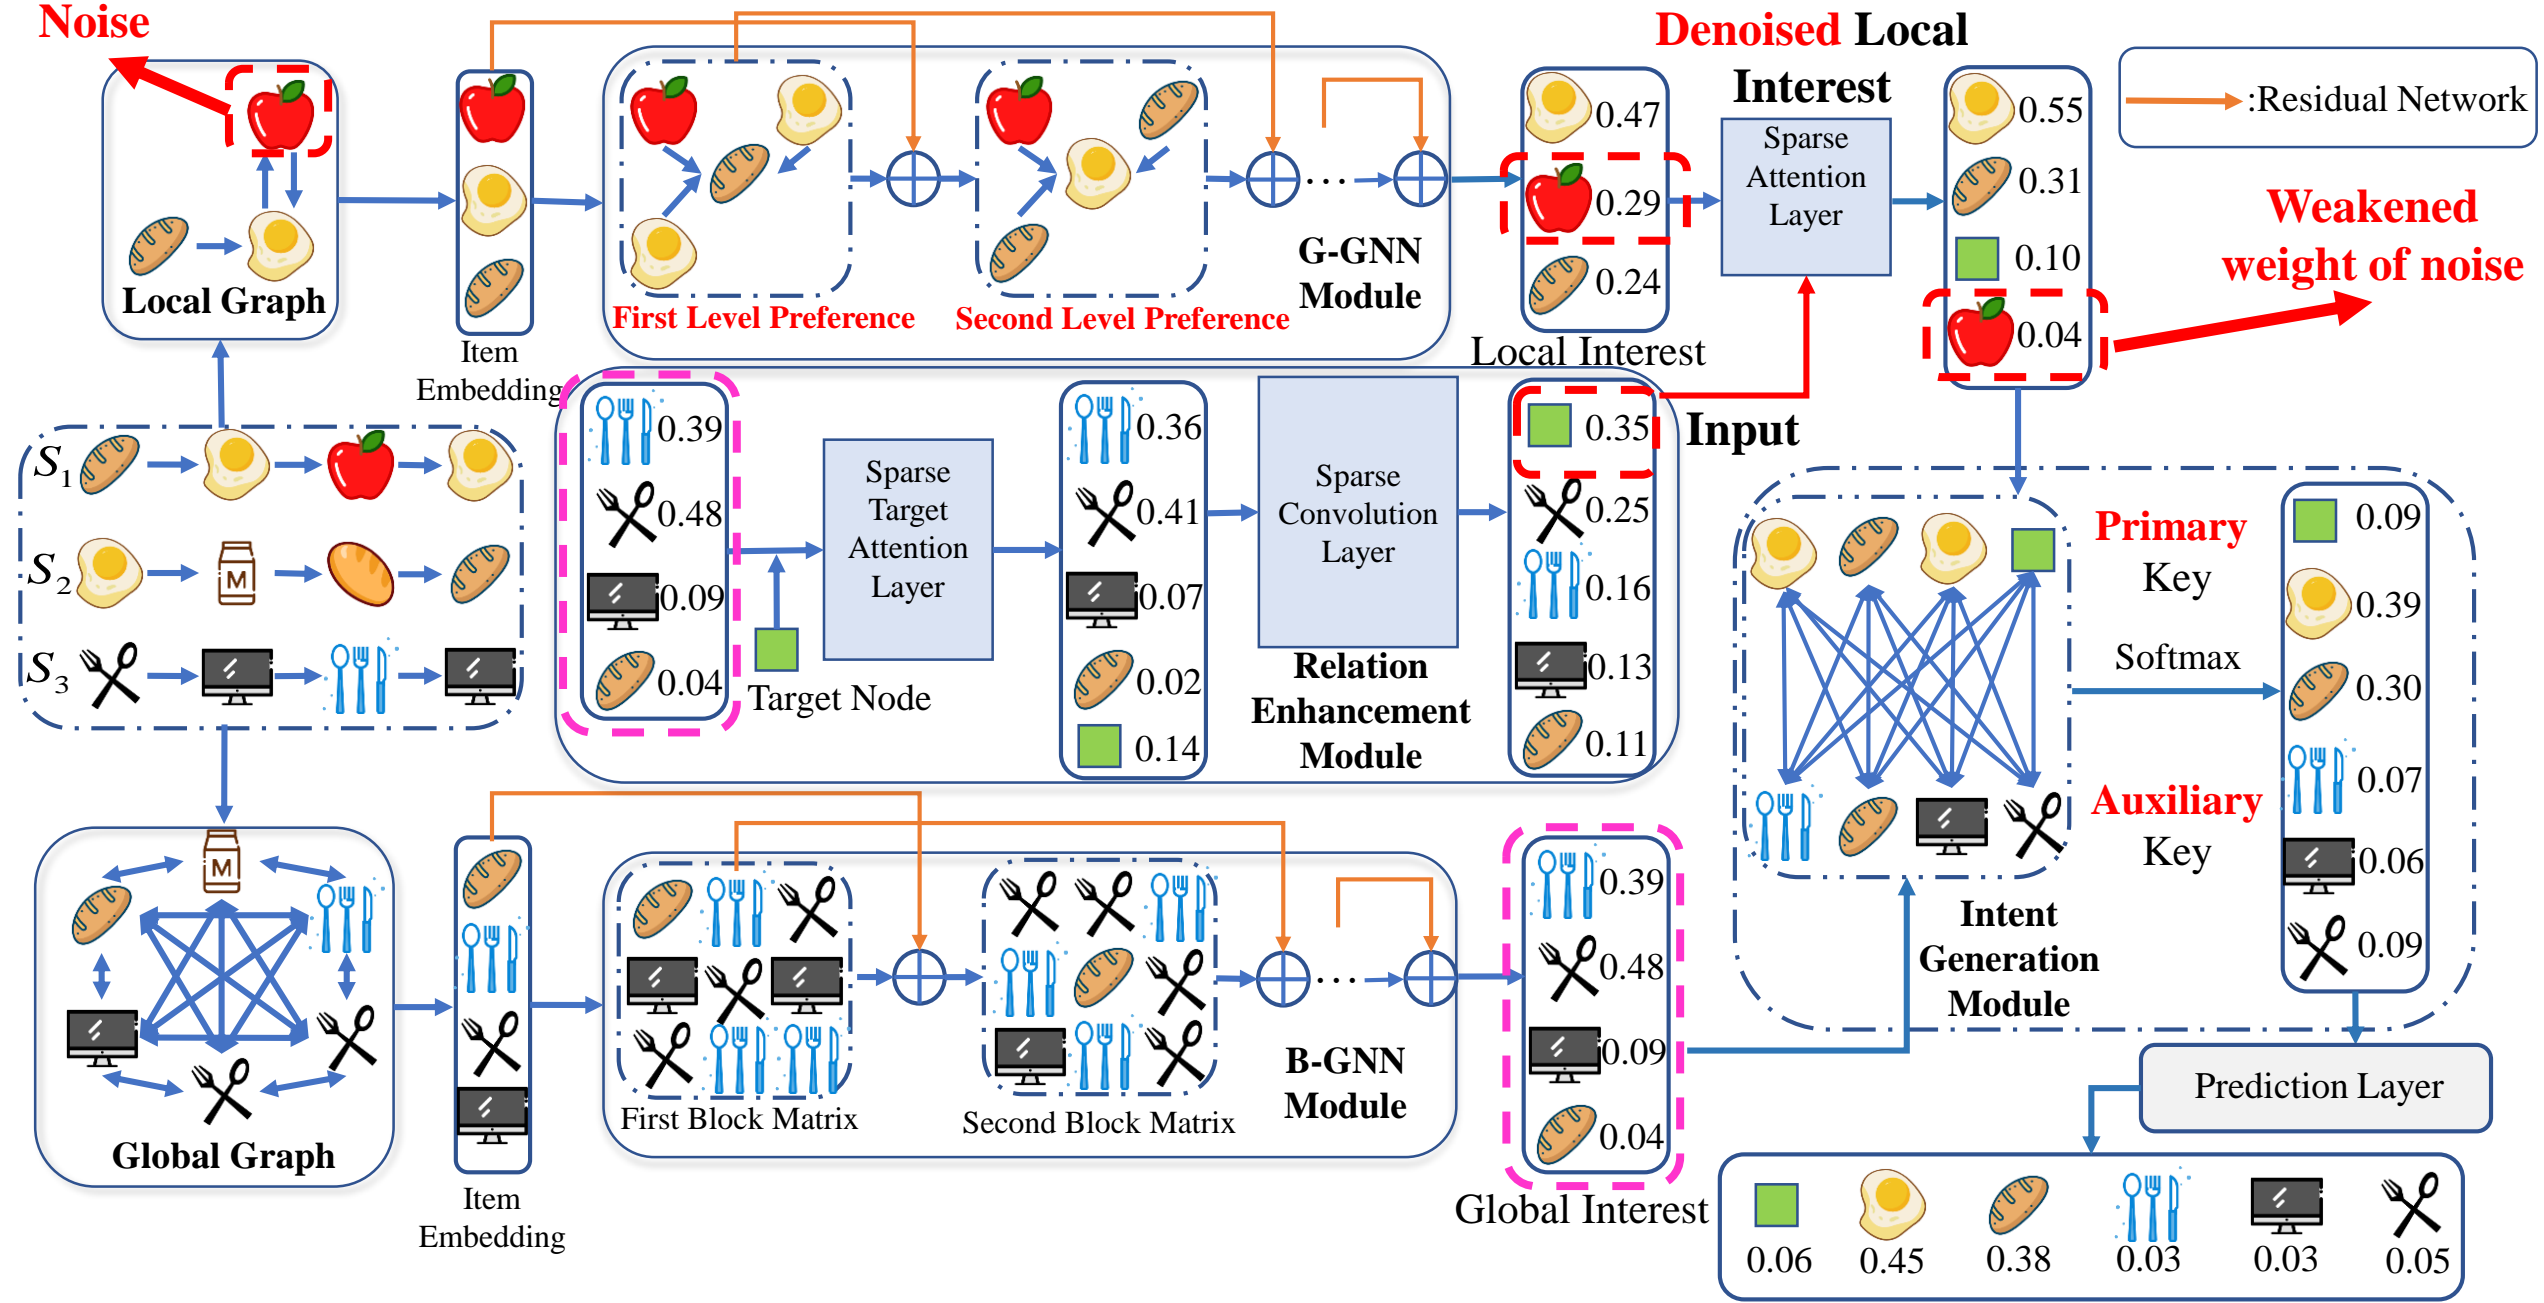 Noise
Local Graph
Item
Embedding
First Level Preference
Second Level Preference
G-GNN
Module
0.47
0.29
0.24
Local Interest
Denoised Local
Interest
Sparse
Attention
Layer
0.55
0.31
0.10
0.04
:Residual Network
Weakened
weight of noise
S1
S2
M
S3
0.39
0.48
0.09
0.04
Target Node
Sparse
Target
Attention
Layer
0.36
0.41
0.07
0.02
0.14
Sparse
Convolution
Layer
Relation
Enhancement
Module
0.35
0.25
0.16
0.13
0.11
Input
Primary
Key
Softmax
Auxiliary
Key
Intent
Generation
Module
0.09
0.39
0.30
0.07
0.06
0.09
M
Global Graph
Item
Embedding
First Block Matrix
Second Block Matrix
B-GNN
Module
0.39
0.48
0.09
0.04
Global Interest
Prediction Layer
0.06 0.45 0.38 0.03 0.03 0.05